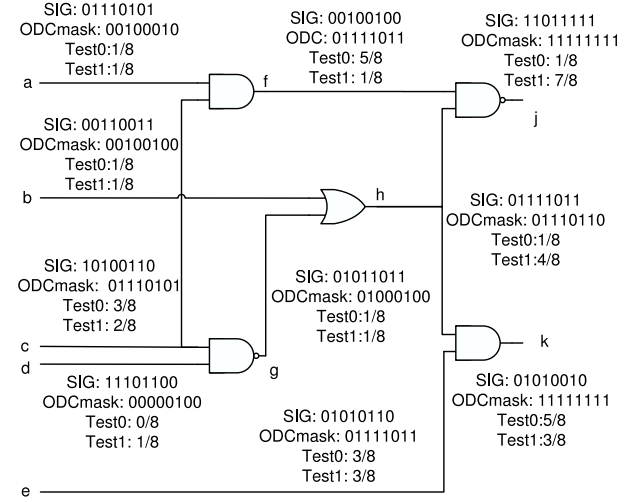 SIG: 01110101
ODCmask: 00100010
Test0:1/8
Test1:1/8
a
SIG: 00100100
ODC: 01111011
Test0: 5/8
Test1: 1/8
f
SIG: 11011111
ODCmask: 11111111
Test0: 1/8
Test1: 7/8
j
SIG: 00110011
ODCmask: 00100100
Test0:1/8
Test1:1/8
b
h
SIG: 01111011
ODCmask: 01110110
Test0:1/8
Test1:4/8
SIG: 10100110
ODCmask: 01110101
Test0: 3/8
Test1: 2/8
c
d
SIG: 01011011
ODCmask: 01000100
Test0:1/8
Test1:1/8
g
k
SIG: 11101100
ODCmask: 00000100
Test0: 0/8
Test1: 1/8
SIG: 01010010
ODCmask: 11111111
Test0:5/8
Test1:3/8
SIG: 01010110
ODCmask: 01111011
Test0: 3/8
Test1: 3/8
e